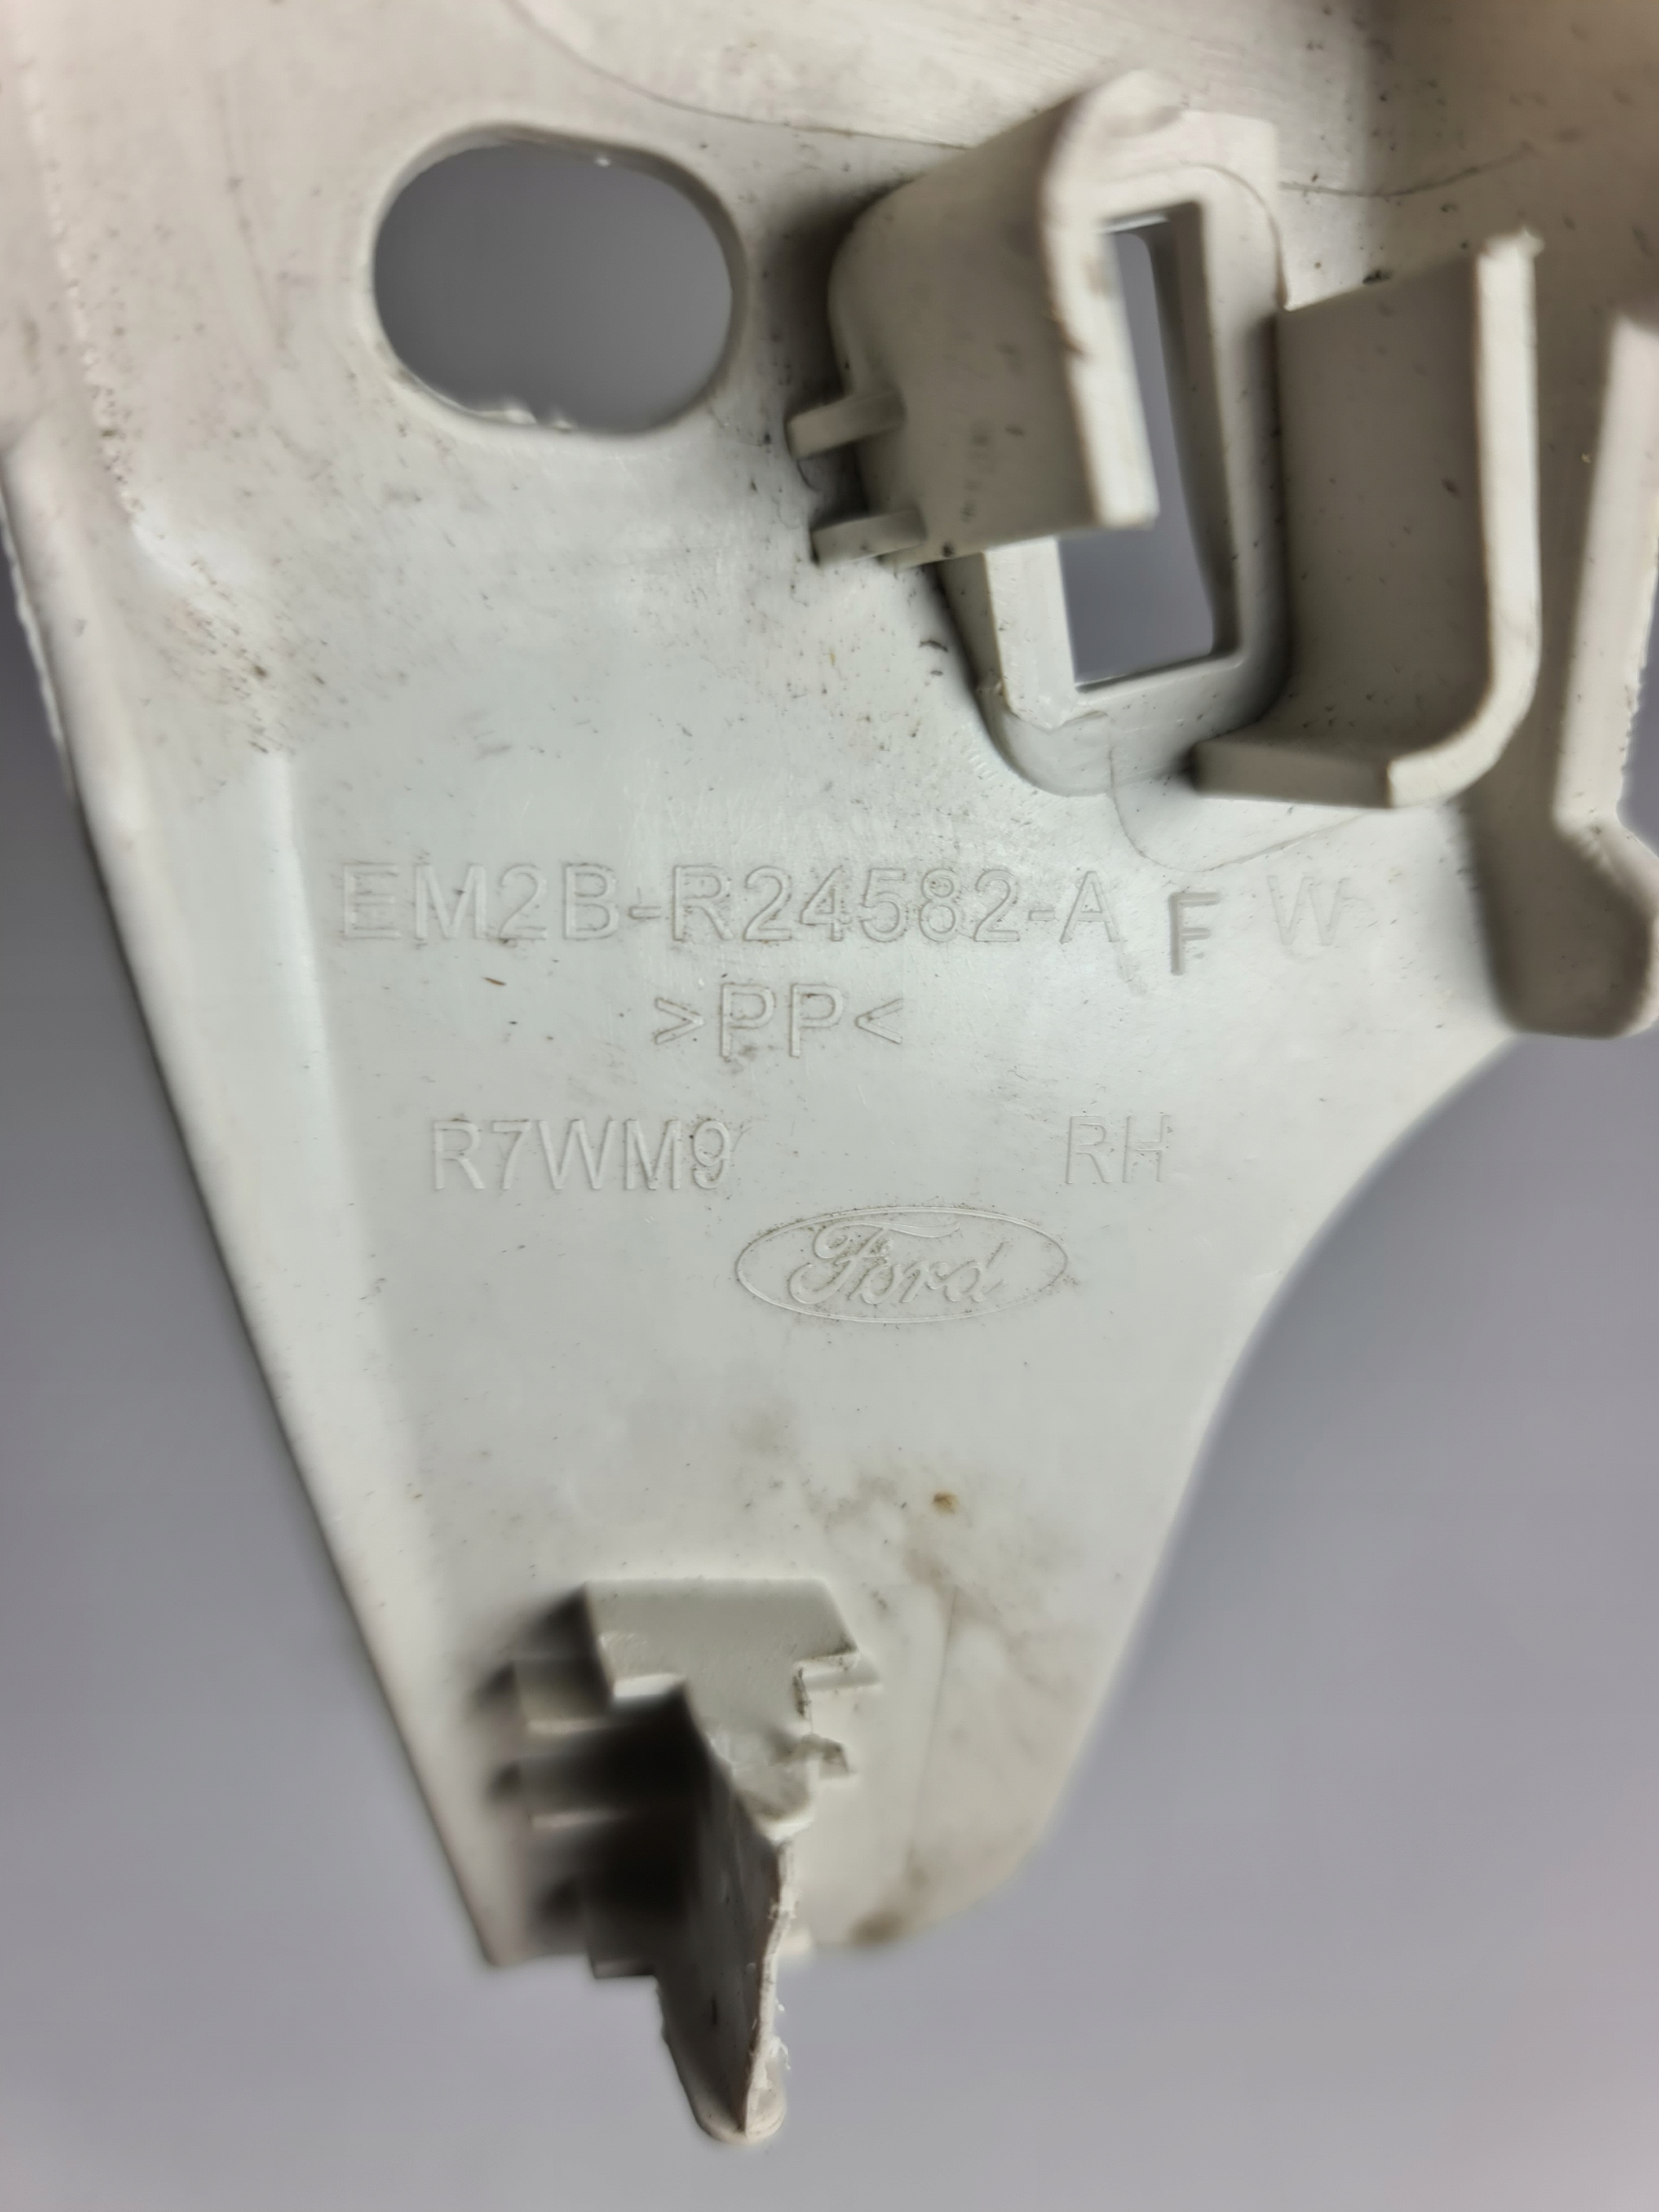 EM2B-R24582-A F W
>PP<
R7WM9 RH
Ford